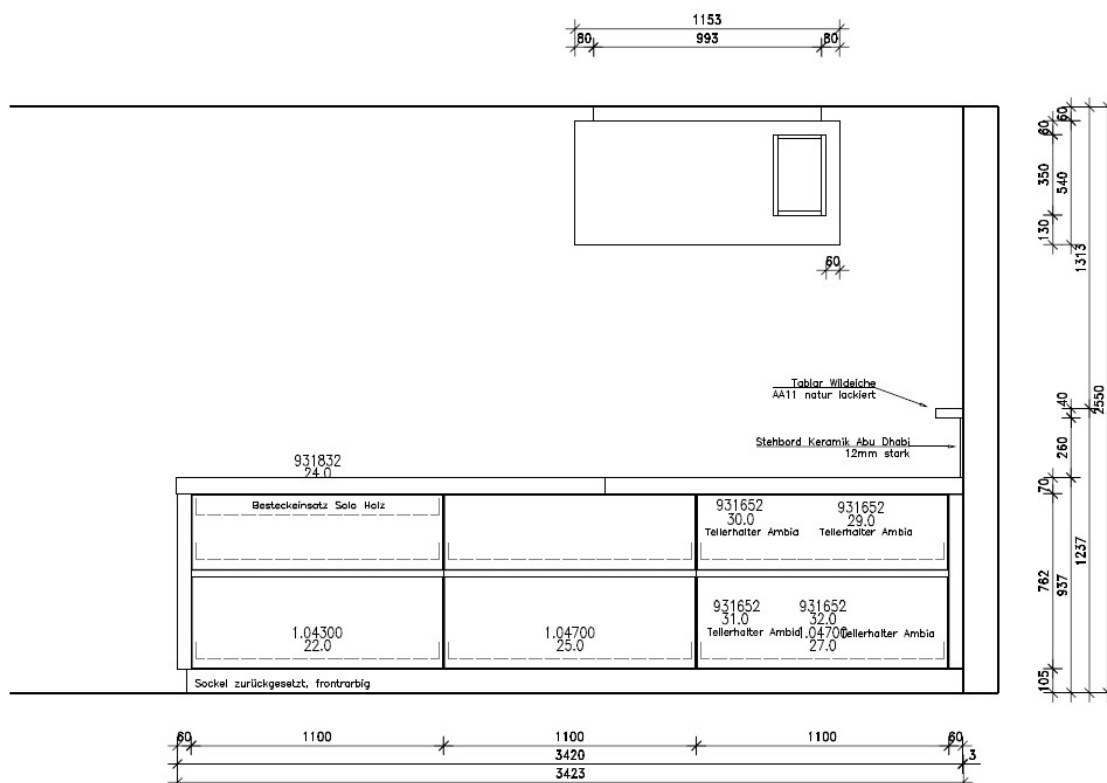 1153
80 993 80
60
60
350
540
130
1313
60
2550
Tablar Wildeiche
AA11 natur lackiert
40
Stehbord Keramik Abu Dhabi
12mm stark
260
931832
24.0
70
Besteckeinsatz Solo Holz
931652
30.0
Tellerhalter Ambia
931652
29.0
Tellerhalter Ambia
762
937
1237
931652
31.0
Tellerhalter Ambia
931652
32.0
Tellerhalter Ambia
1.04300
22.0
1.04700
25.0
1.04700
27.0
105
Sockel zurückgesetzt, frontrarbig
60 1100 1100 1100 60
3420 3
3423